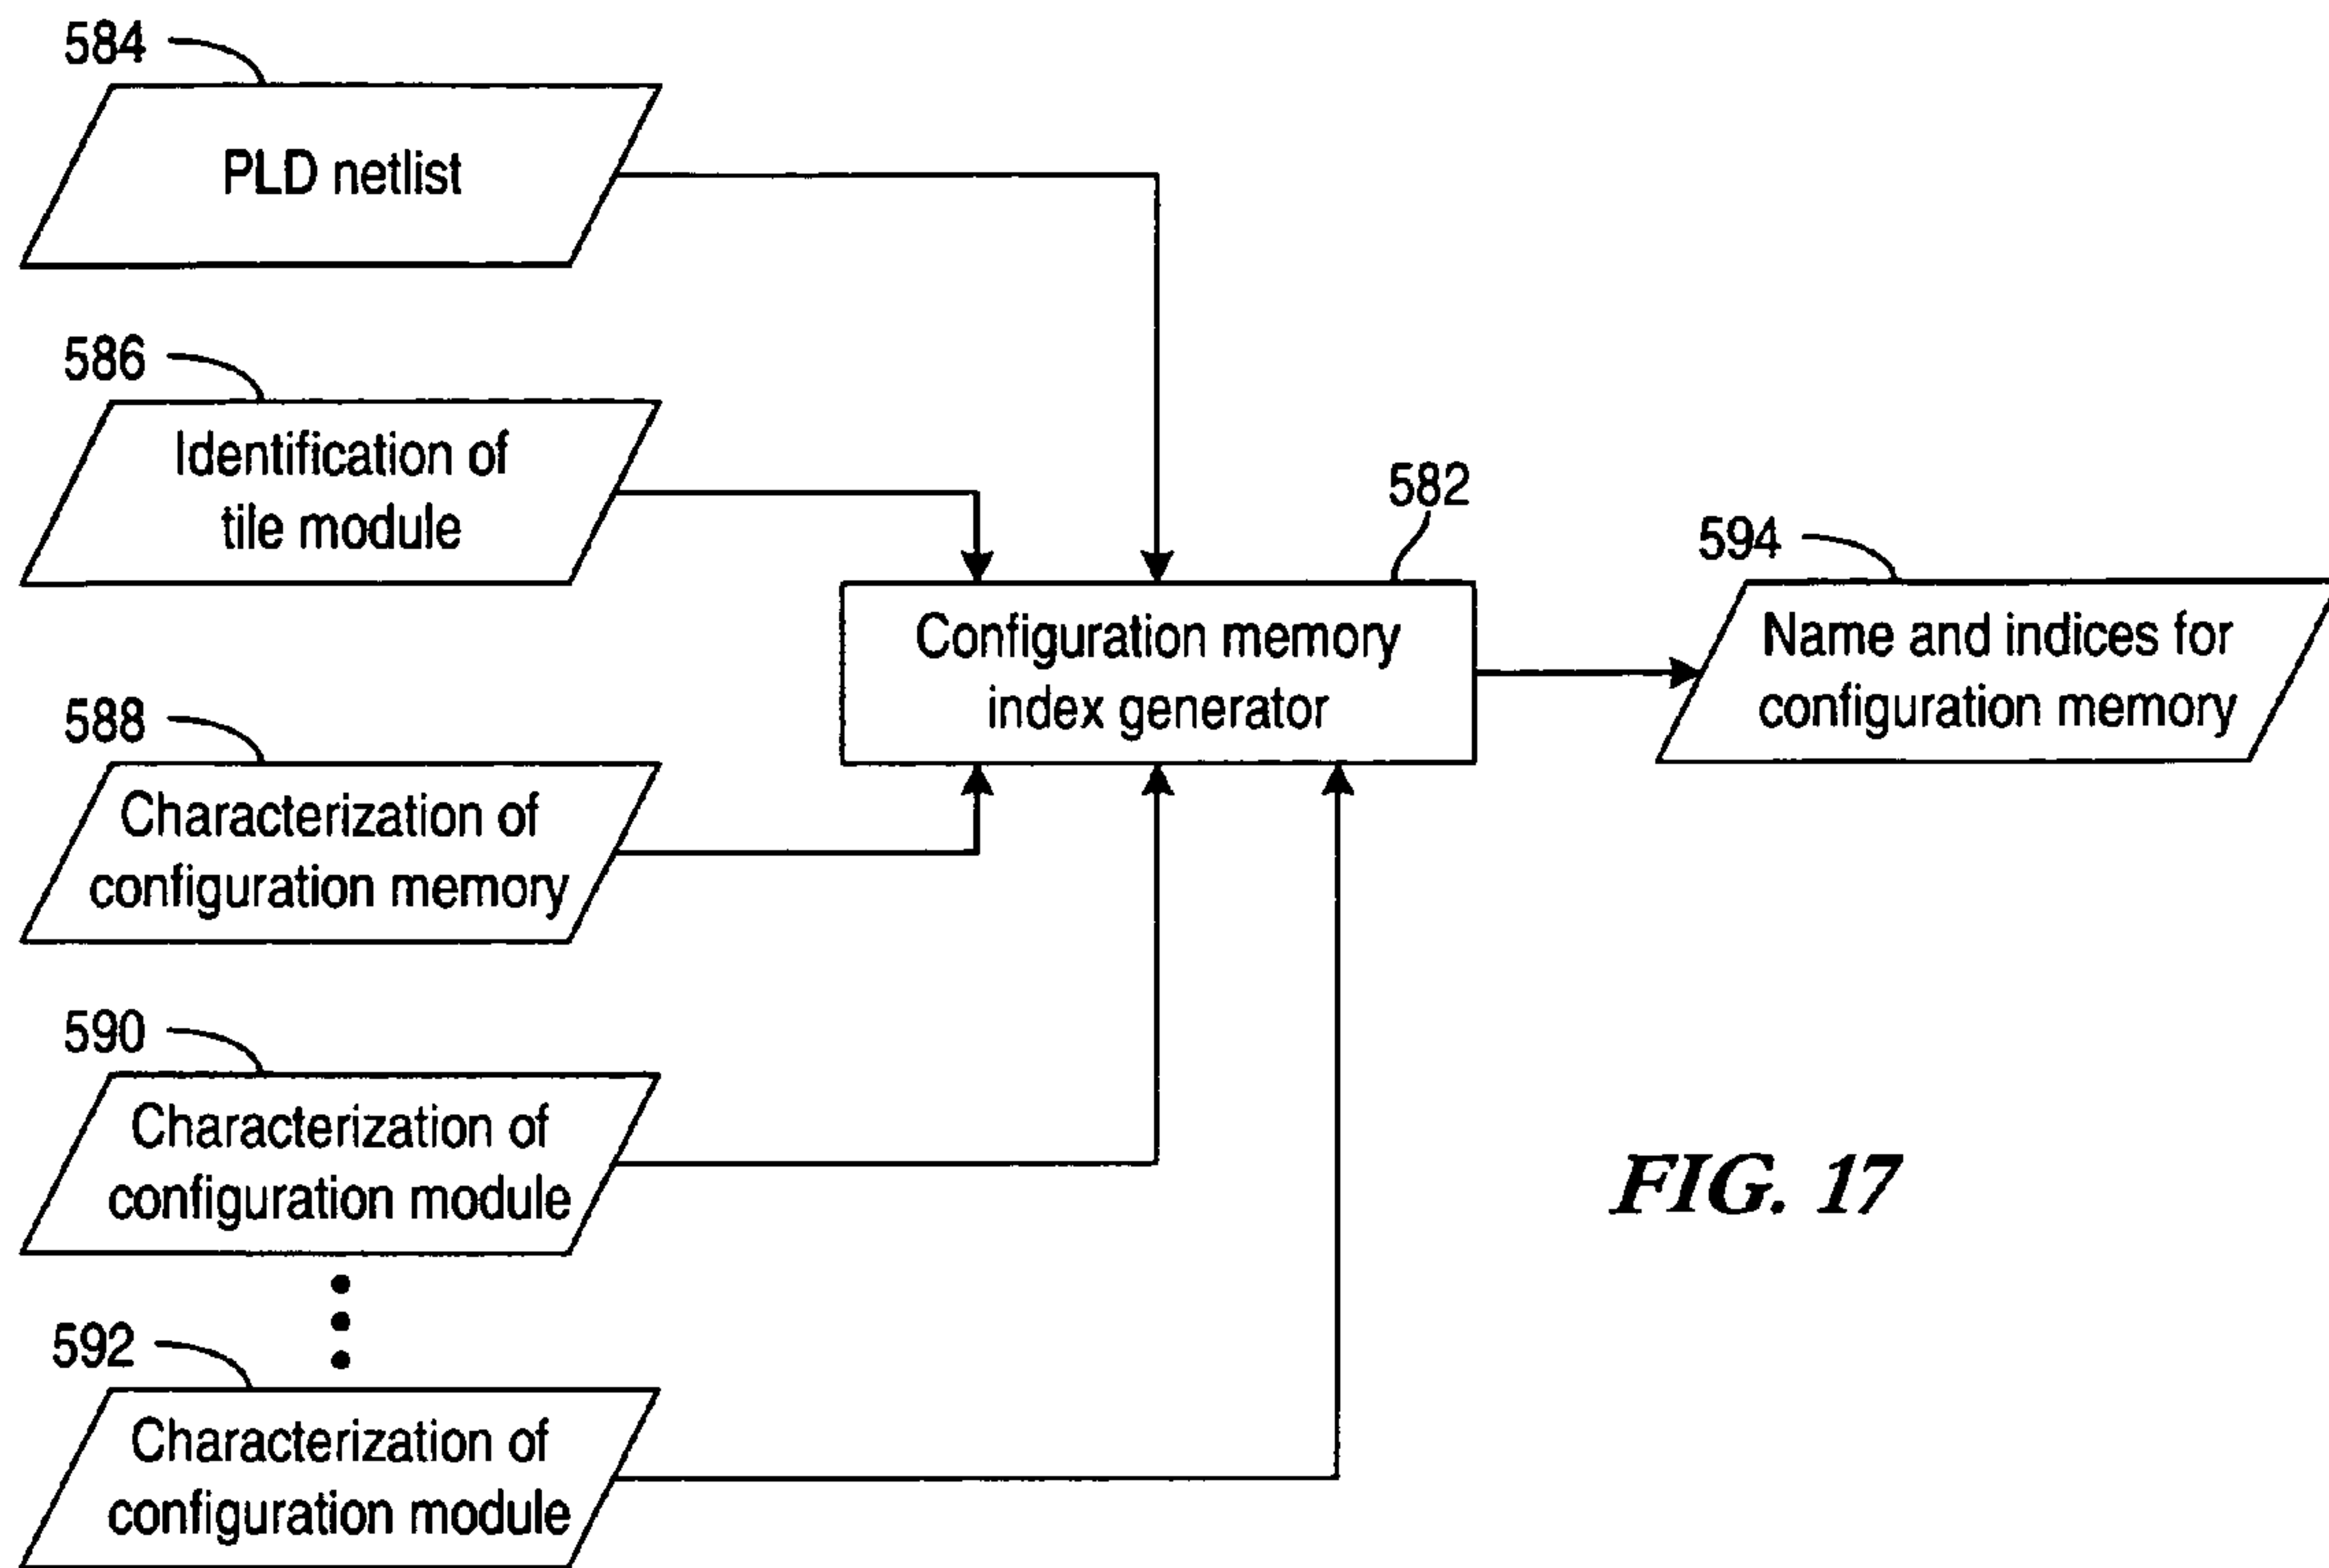 584
PLD netlist
586
Identification of
tile module
582
Configuration memory
index generator
594
Name and indices for
configuration memory
588
Characterization of
configuration memory
590
Characterization of
configuration module
592
Characterization of
configuration module
FIG. 17